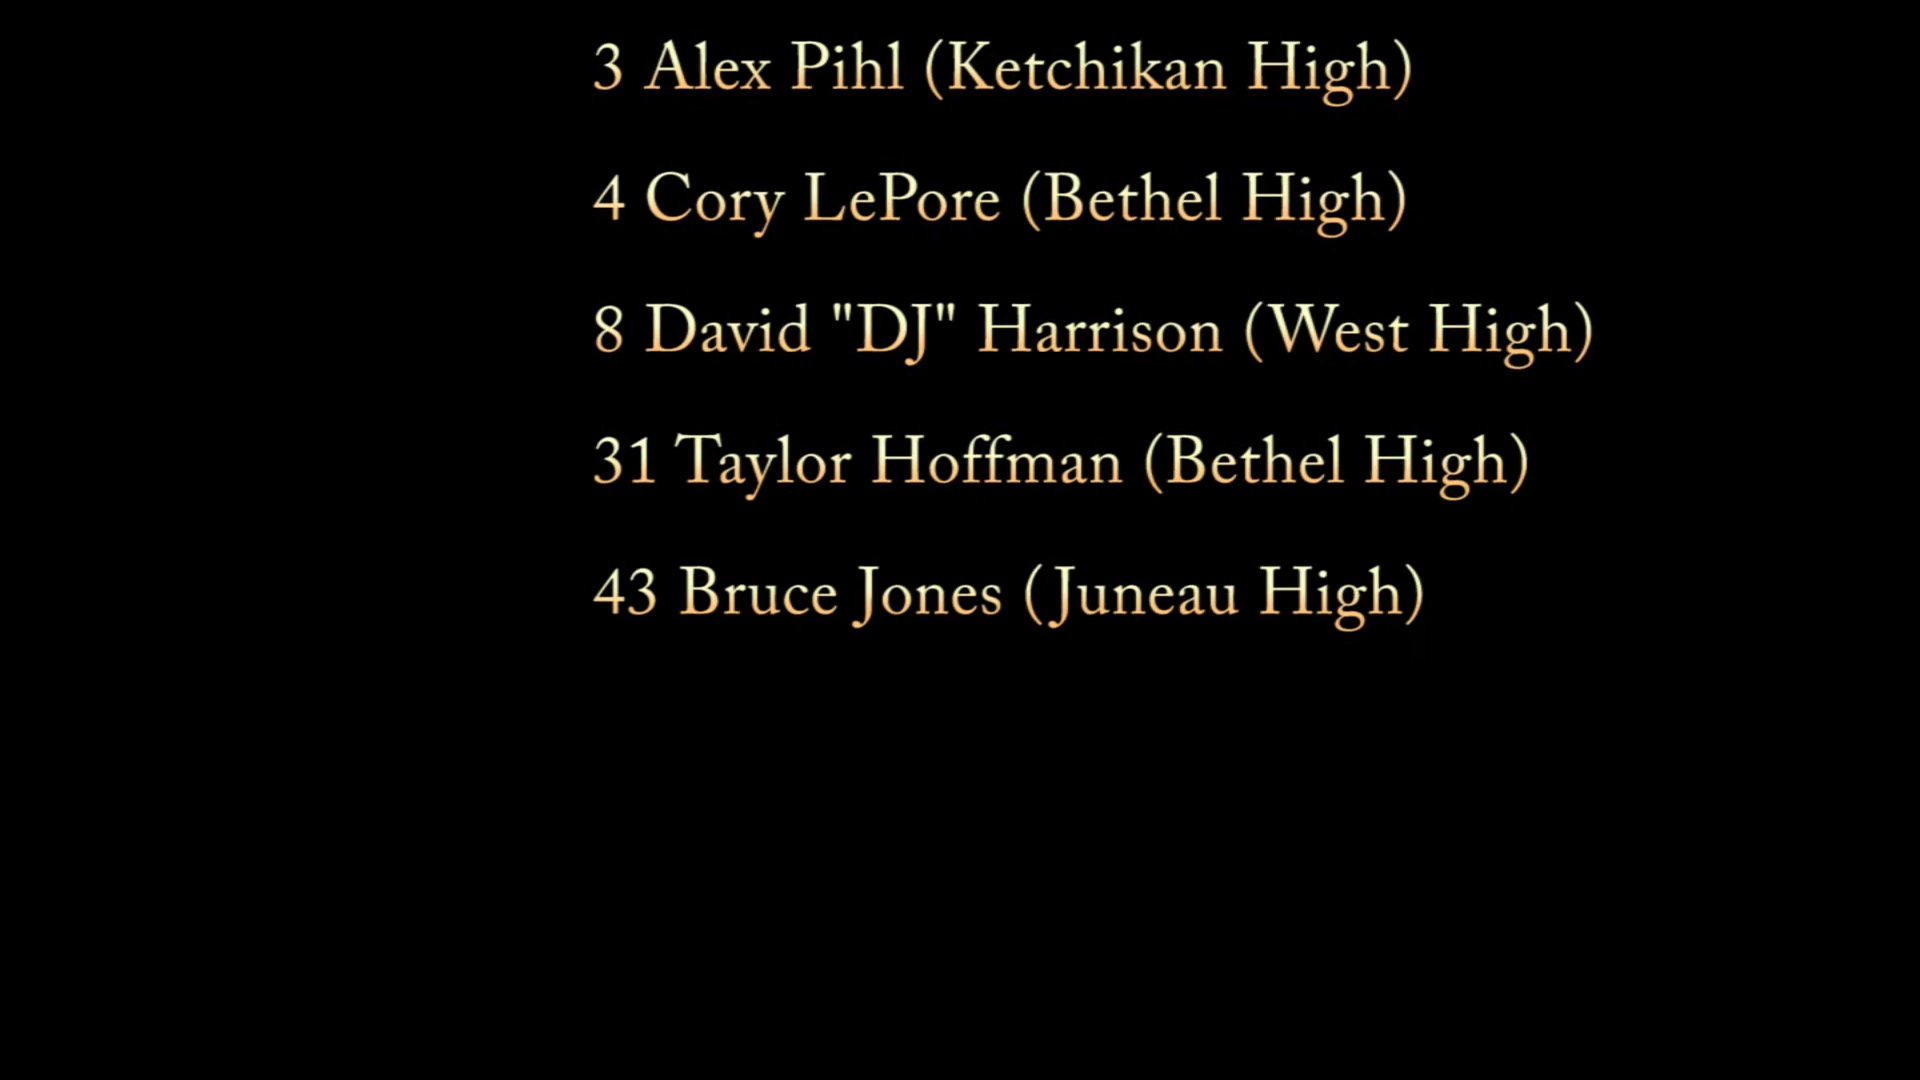 3 Alex Pihl (Ketchikan High)
4 Cory LePore (Bethel High)
8 David "DJ" Harrison (West High)
31 Taylor Hoffman (Bethel High)
43 Bruce Jones (Juneau High)